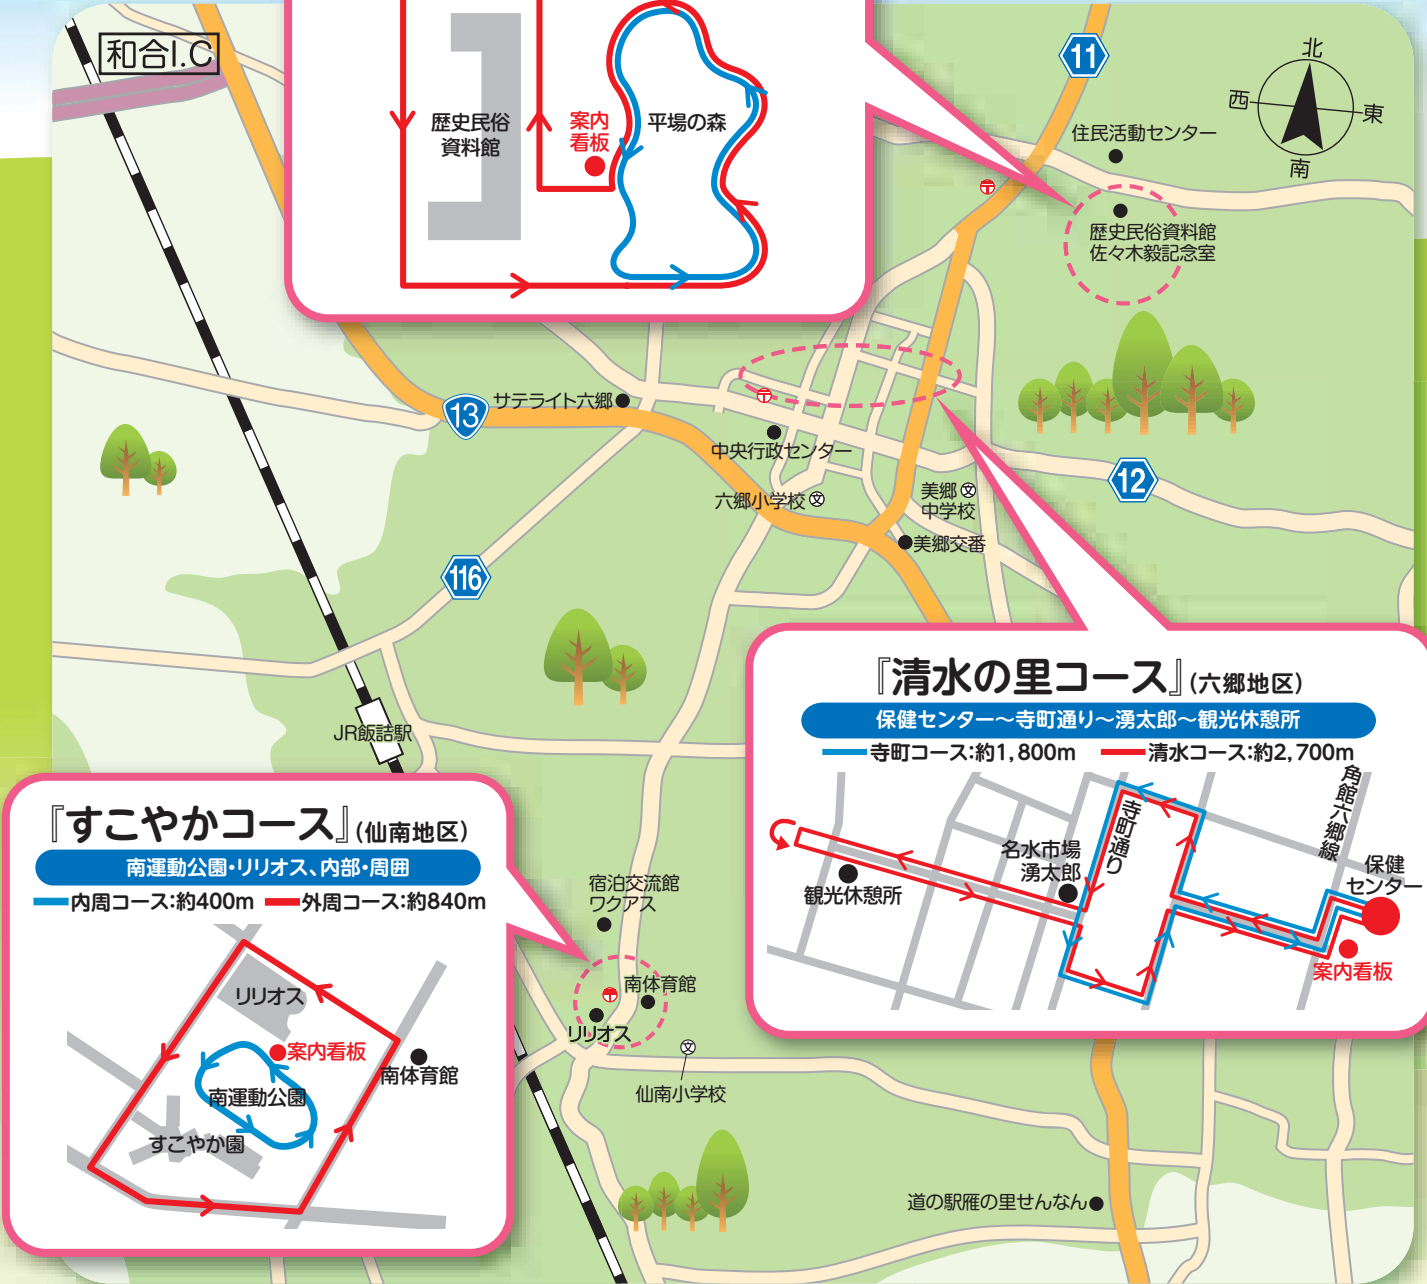 和合I.C
歴史民俗
資料館
案内
看板
平場の森
11
北
西
東
南
住民活動センター
歴史民俗資料館
佐々木毅記念室
13
サテライト六郷
中央行政センター
六郷小学校
文
美郷
文
中学校
美郷交番
12
116
JR飯詰駅
『清水の里コース』(六郷地区)
保健センター〜寺町通り〜湧太郎〜観光休憩所
寺町コース:約1,800m
清水コース:約2,700m
角館六郷線
寺町通り
名水市場
湧太郎
観光休憩所
保健
センター
案内看板
『すこやかコース』(仙南地区)
南運動公園・リリオス、内部・周囲
内周コース:約400m
外周コース:約840m
リリオス
案内看板
南体育館
南運動公園
すこやか園
宿泊交流館
ワクアス
南体育館
リリオス
文
仙南小学校
道の駅雁の里せんなん